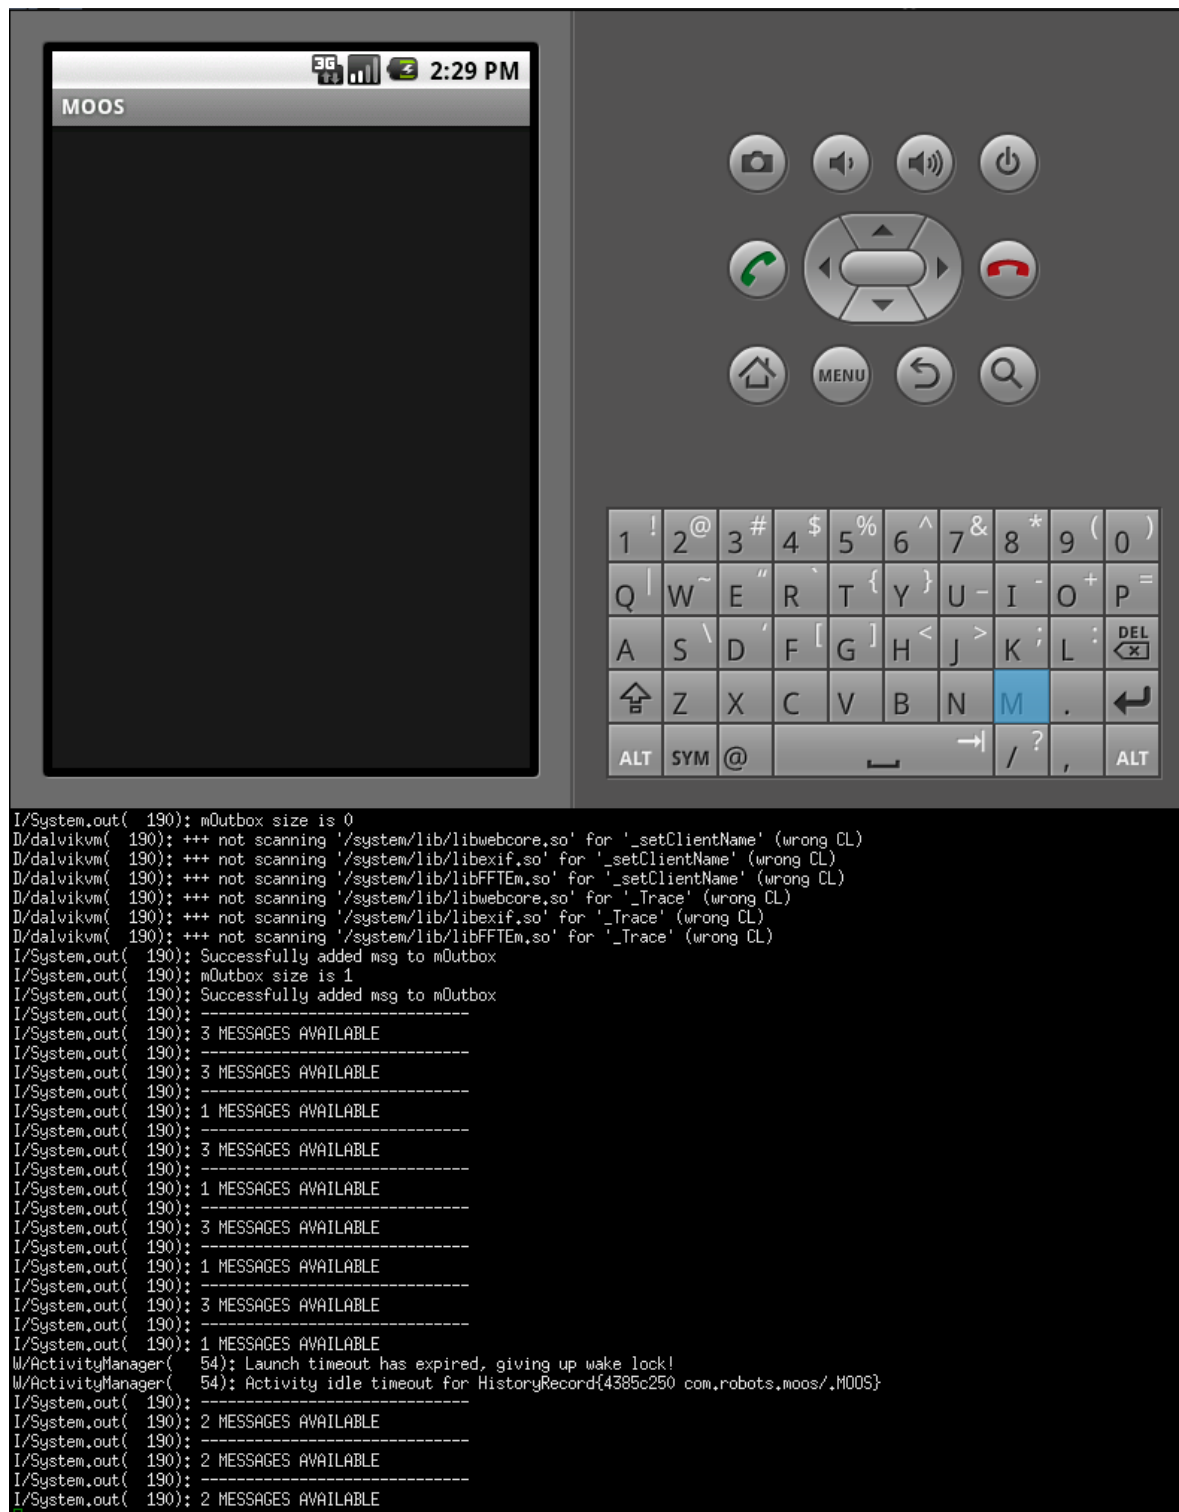 3G 2:29 PM
MOOS
MENU
1 ! 2 @ 3 # 4 $ 5 % 6 ^ 7 & 8 * 9 ( 0 )
Q | W ~ E " R ` T { Y } U _ I - O + P =
A S \ D ' F [ G ] H < J > K ; L : DEL
Z X C V B N M .
ALT SYM @ / ? , ALT
I/System.out(  190): mOutbox size is 0
D/dalvikvm(  190): +++ not scanning '/system/lib/libwebcore.so' for '_setClientName' (wrong CL)
D/dalvikvm(  190): +++ not scanning '/system/lib/libexif.so' for '_setClientName' (wrong CL)
D/dalvikvm(  190): +++ not scanning '/system/lib/libFFTEm.so' for '_setClientName' (wrong CL)
D/dalvikvm(  190): +++ not scanning '/system/lib/libwebcore.so' for '_Trace' (wrong CL)
D/dalvikvm(  190): +++ not scanning '/system/lib/libexif.so' for '_Trace' (wrong CL)
D/dalvikvm(  190): +++ not scanning '/system/lib/libFFTEm.so' for '_Trace' (wrong CL)
I/System.out(  190): Successfully added msg to mOutbox
I/System.out(  190): mOutbox size is 1
I/System.out(  190): Successfully added msg to mOutbox
I/System.out(  190): ------------------------------
I/System.out(  190): 3 MESSAGES AVAILABLE
I/System.out(  190): ------------------------------
I/System.out(  190): 3 MESSAGES AVAILABLE
I/System.out(  190): ------------------------------
I/System.out(  190): 1 MESSAGES AVAILABLE
I/System.out(  190): ------------------------------
I/System.out(  190): 3 MESSAGES AVAILABLE
I/System.out(  190): ------------------------------
I/System.out(  190): 1 MESSAGES AVAILABLE
I/System.out(  190): ------------------------------
I/System.out(  190): 3 MESSAGES AVAILABLE
I/System.out(  190): ------------------------------
I/System.out(  190): 1 MESSAGES AVAILABLE
I/System.out(  190): ------------------------------
I/System.out(  190): 3 MESSAGES AVAILABLE
I/System.out(  190): ------------------------------
I/System.out(  190): 1 MESSAGES AVAILABLE
W/ActivityManager(   54): Launch timeout has expired, giving up wake lock!
W/ActivityManager(   54): Activity idle timeout for HistoryRecord{4385c250 com.robots.moos/.MOOS}
I/System.out(  190): ------------------------------
I/System.out(  190): 2 MESSAGES AVAILABLE
I/System.out(  190): ------------------------------
I/System.out(  190): 2 MESSAGES AVAILABLE
I/System.out(  190): ------------------------------
I/System.out(  190): 2 MESSAGES AVAILABLE